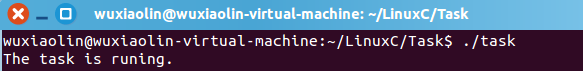 wuxiaolin@wuxiaolin-virtual-machine: ~/LinuxC/Task
wuxiaolin@wuxiaolin-virtual-machine:~/LinuxC/Task$ ./task
The task is runing.